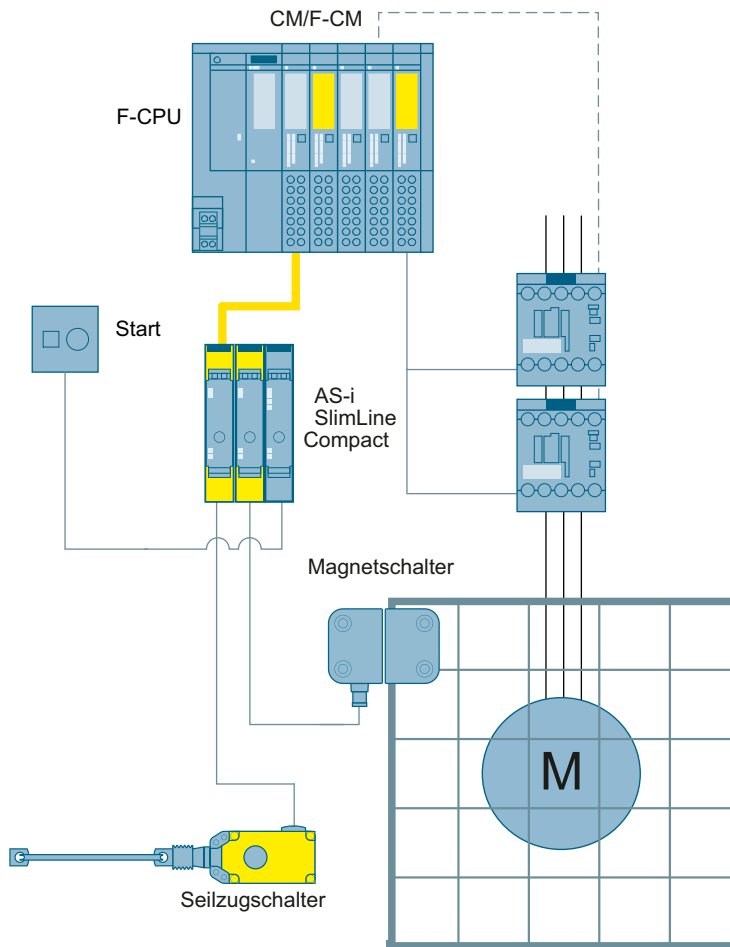 CM/F-CM
F-CPU
Start
AS-i
SlimLine
Compact
Magnetschalter
M
Seilzugschalter